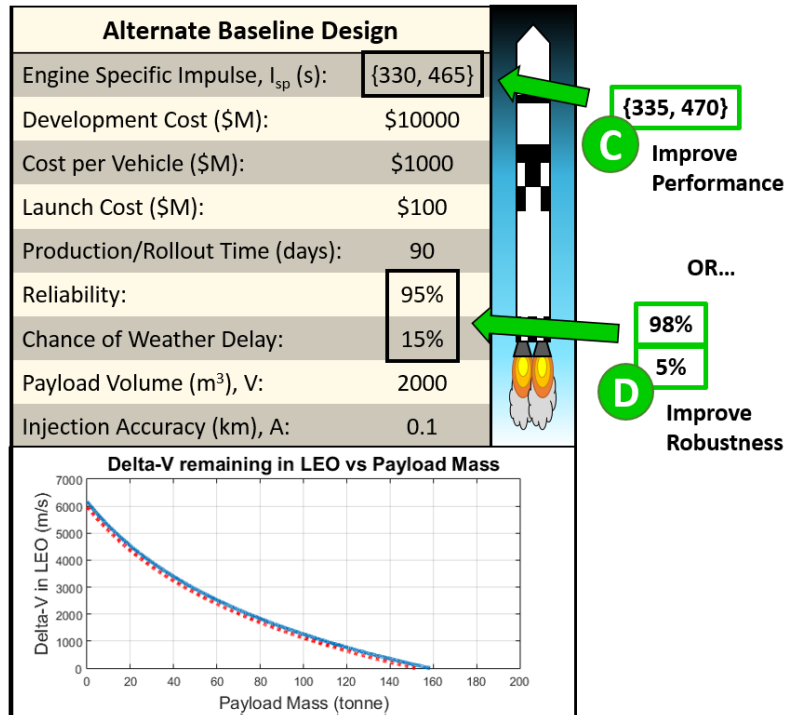 Alternate Baseline Design
Engine Specific Impulse, Isp (s): {330, 465}
Development Cost ($M): $10000
Cost per Vehicle ($M): $1000
Launch Cost ($M): $100
Production/Rollout Time (days): 90
Reliability: 95%
Chance of Weather Delay: 15%
Payload Volume (m³), V: 2000
Injection Accuracy (km), A: 0.1
{335, 470}
C
Improve
Performance
OR...
98%
5%
D
Improve
Robustness
Delta-V remaining in LEO vs Payload Mass
Delta-V in LEO (m/s)
7000
6000
5000
4000
3000
2000
1000
0
0 20 40 60 80 100 120 140 160 180 200
Payload Mass (tonne)